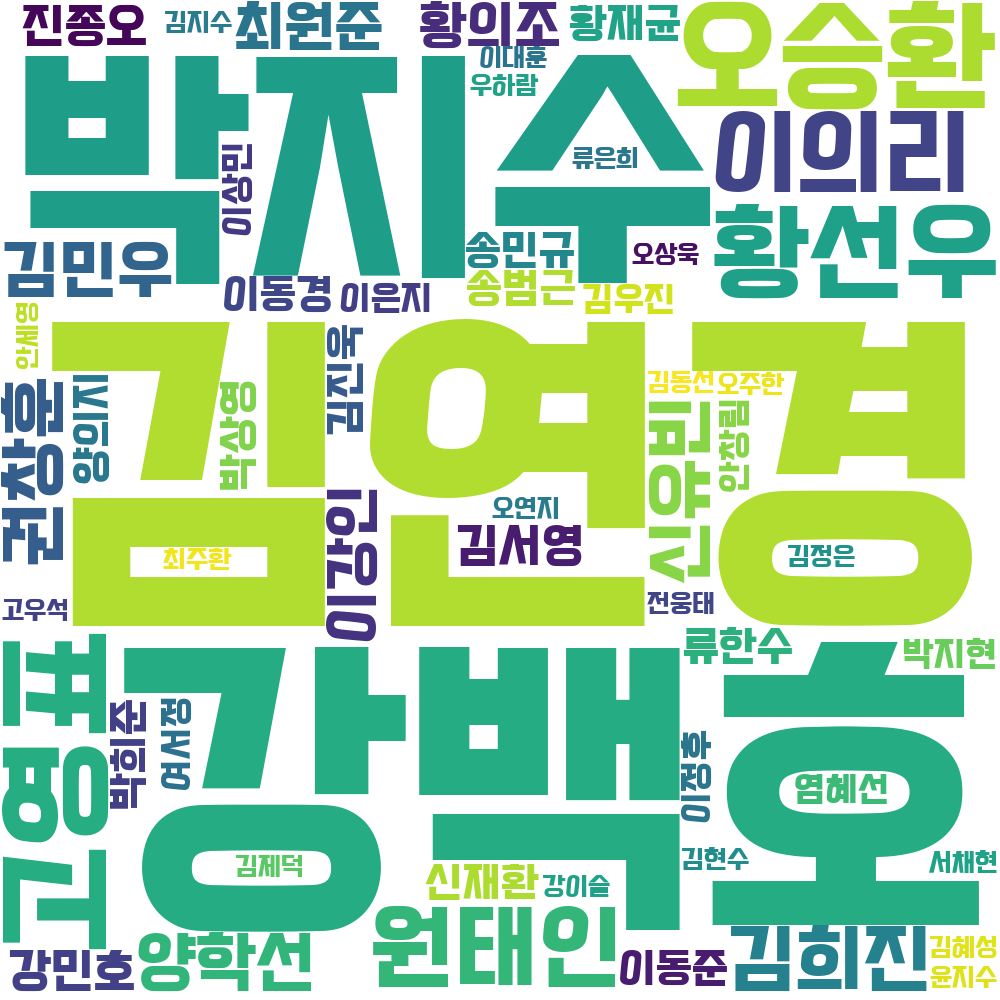 진종오
김지수
최원준
황의조
황재균
오승환
이대훈
우하람
박지수
류은희
이의리
이상민
황선우
김민우
송민규
오상욱
이동경
이은지
송범근
김우진
안세영
김연경
김진욱
권창훈
양의지
박상영
김동선
오주한
신유빈
안창림
이강인
오연지
김서영
최주환
김정은
고우석
전웅태
류한수
박지현
고영표
강백호
박희준
여서정
이정후
염혜선
김제덕
김현수
서채현
신재환
강이슬
원태인
강민호
양학선
이동준
김희진
김혜성
윤지수